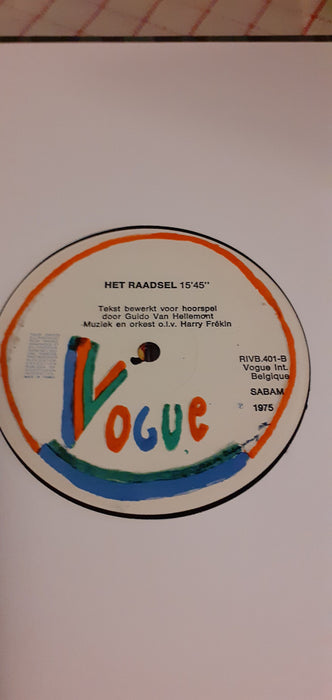 HET RAADSEL 15'45''
Tekst bewerkt voor hoorspel
door Guido Van Hellemont
Muziek en orkest o.l.v. Harry Frékin
RIVB.401-B
Vogue Int.
Belgique
SABAM
℗ 1975
VOGUE